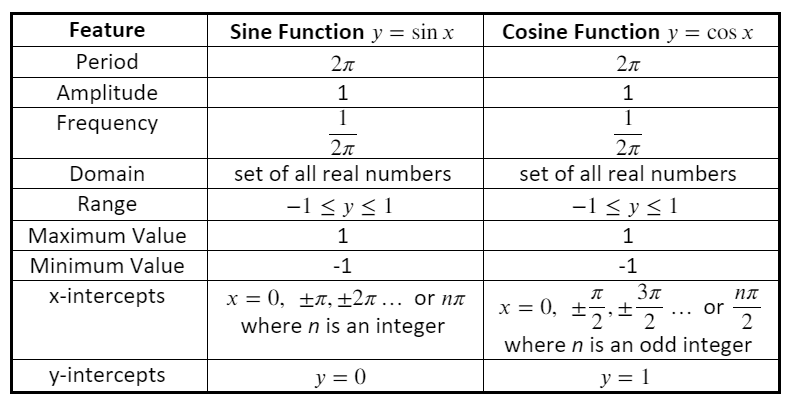 Feature Sine Function y = sin x Cosine Function y = cos x
Period 2π 2π
Amplitude 1 1
Frequency 1/2π 1/2π
Domain set of all real numbers set of all real numbers
Range −1 ≤ y ≤ 1 −1 ≤ y ≤ 1
Maximum Value 1 1
Minimum Value -1 -1
x-intercepts x = 0, ±π, ±2π ... or nπ x = 0, ±π/2, ±3π/2 ... or nπ/2
where n is an integer where n is an odd integer
y-intercepts y = 0 y = 1